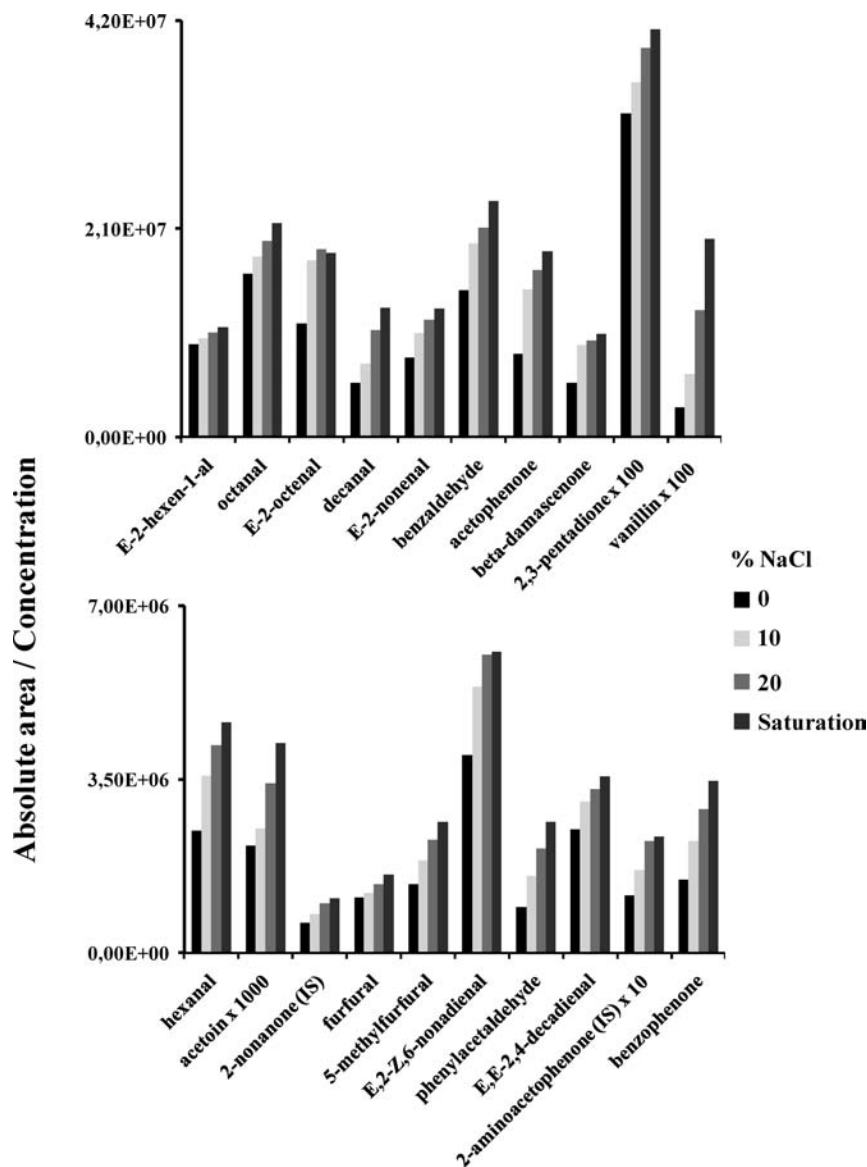 4,20E+07
2,10E+07
0,00E+00
E-2-hexen-1-al
octanal
E-2-octenal
decanal
E-2-nonenal
benzaldehyde
acetophenone
beta-damascenone
2,3-pentadione x 100
vanillin x 100
Absolute area / Concentration
% NaCl
0
10
20
Saturation
7,00E+06
3,50E+06
0,00E+00
hexanal
acetoin x 1000
2-nonanone (IS)
furfural
5-methylfurfural
E,2-Z,6-nonadienal
phenylacetaldehyde
E,E-2,4-decadienal
2-aminoacetophenone (IS) x 10
benzophenone